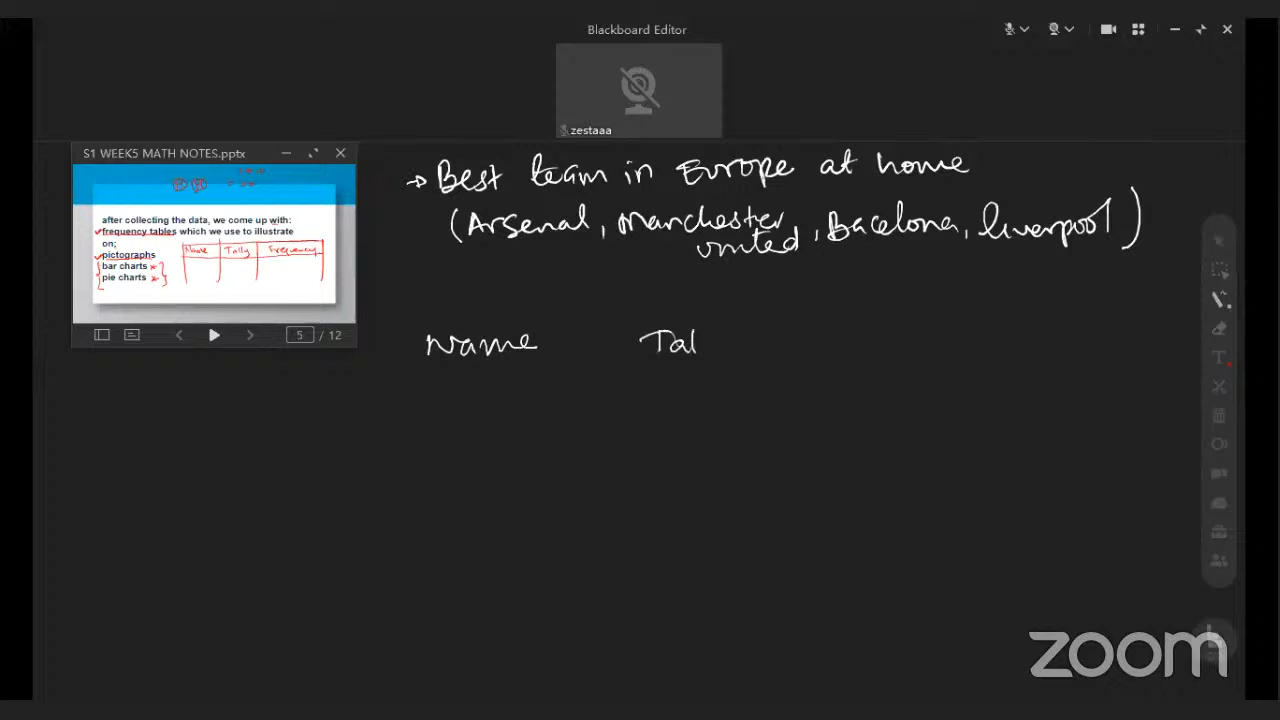 Blackboard Editor
zestaaa
S1 WEEK5 MATH NOTES.pptx
after collecting the data, we come up with:
frequency tables which we use to illustrate
on;
Name Tally Frequency
pictographs
bar charts
pie charts
5 / 12
→ Best team in Europe at home
(Arsenal, Manchester
united, Bacelona, Liverpool)
Name Tal
zoom